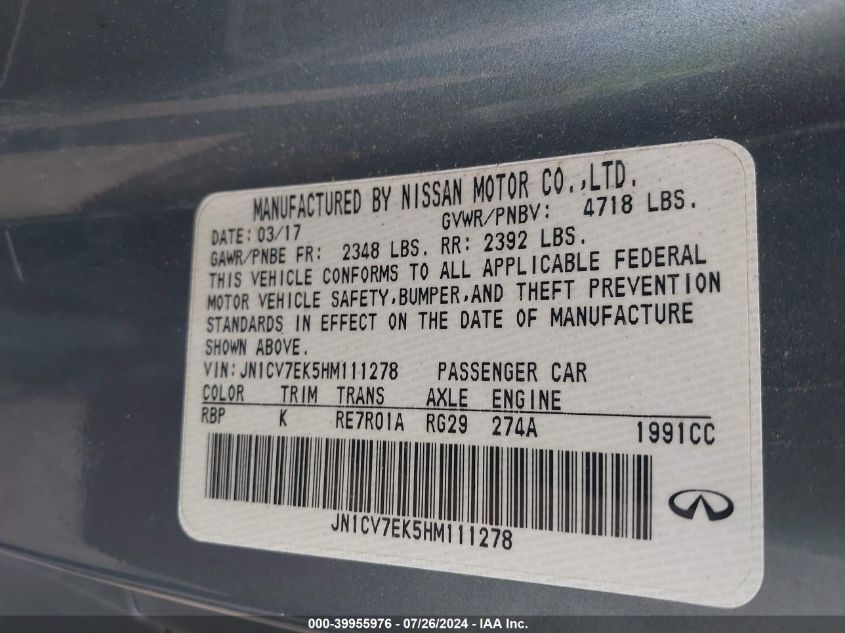 MANUFACTURED BY NISSAN MOTOR CO.,LTD.
DATE: 03/17 GVWR/PNBV: 4718 LBS.
GAWR/PNBE FR: 2348 LBS. RR: 2392 LBS.
THIS VEHICLE CONFORMS TO ALL APPLICABLE FEDERAL
MOTOR VEHICLE SAFETY,BUMPER,AND THEFT PREVENTION
STANDARDS IN EFFECT ON THE DATE OF MANUFACTURE
SHOWN ABOVE.
VIN: JN1CV7EK5HM111278 PASSENGER CAR
COLOR TRIM TRANS AXLE ENGINE
RBP K RE7R01A RG29 274A 1991CC
JN1CV7EK5HM111278
000-39955976 / 07/26/2024 - IAA Inc.